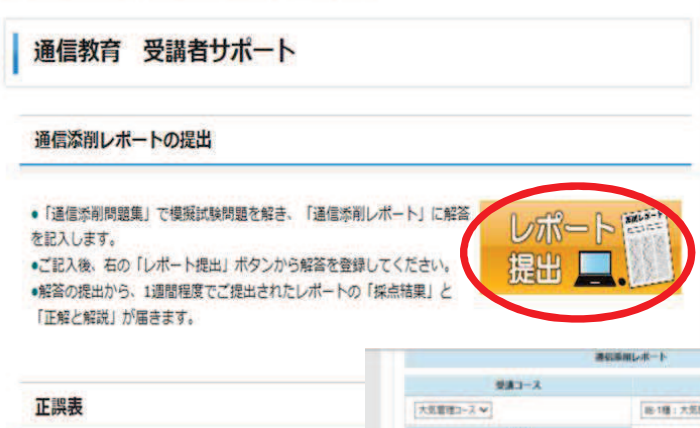 通信教育　受講者サポート
通信添削レポートの提出
●「通信添削問題集」で模擬試験問題を解き、「通信添削レポート」に解答
を記入します。
●ご記入後、右の「レポート提出」ボタンから解答を登録してください。
●解答の提出から、1週間程度でご提出されたレポートの「採点結果」と
「正解と解説」が届きます。
レポート
提出
通信添削レポート
受講コース
大気管理コース
正誤表